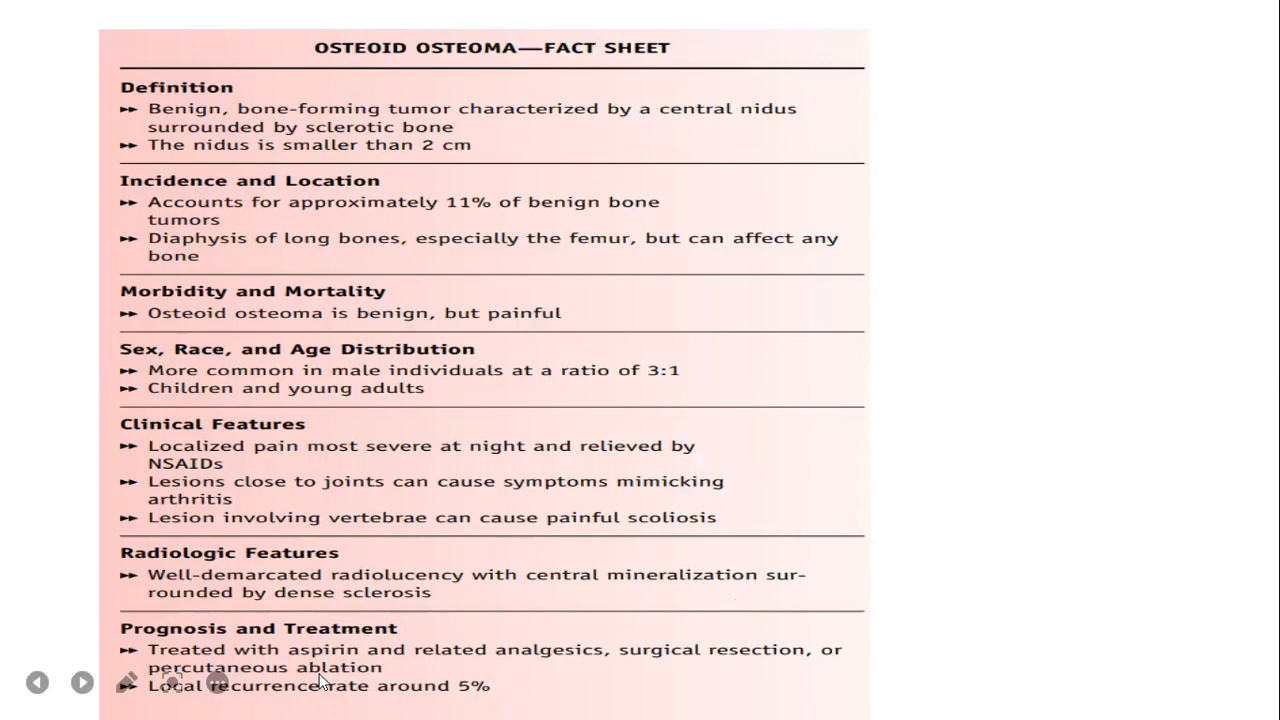 OSTEOID OSTEOMA—FACT SHEET
Definition
►► Benign, bone-forming tumor characterized by a central nidus
surrounded by sclerotic bone
►► The nidus is smaller than 2 cm
Incidence and Location
►► Accounts for approximately 11% of benign bone
tumors
►► Diaphysis of long bones, especially the femur, but can affect any
bone
Morbidity and Mortality
►► Osteoid osteoma is benign, but painful
Sex, Race, and Age Distribution
►► More common in male individuals at a ratio of 3:1
►► Children and young adults
Clinical Features
►► Localized pain most severe at night and relieved by
NSAIDs
►► Lesions close to joints can cause symptoms mimicking
arthritis
►► Lesion involving vertebrae can cause painful scoliosis
Radiologic Features
►► Well-demarcated radiolucency with central mineralization sur-
rounded by dense sclerosis
Prognosis and Treatment
►► Treated with aspirin and related analgesics, surgical resection, or
percutaneous ablation
►► Local recurrence rate around 5%